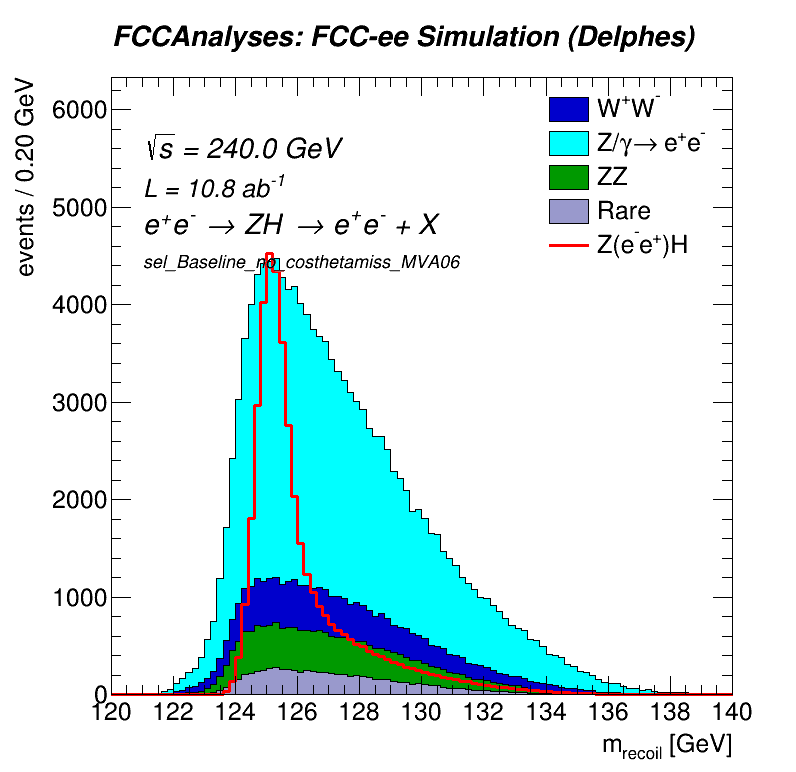 FCCAnalyses: FCC-ee Simulation (Delphes)
events / 0.20 GeV
6000
5000
4000
3000
2000
1000
0
√s = 240.0 GeV
L = 10.8 ab⁻¹
e⁺e⁻ → ZH → e⁺e⁻ + X
sel_Baseline_no_costhetamiss_MVA06
W⁺W⁻
Z/γ→ e⁺e⁻
ZZ
Rare
Z(e⁻e⁺)H
120 122 124 126 128 130 132 134 136 138 140
m_recoil [GeV]